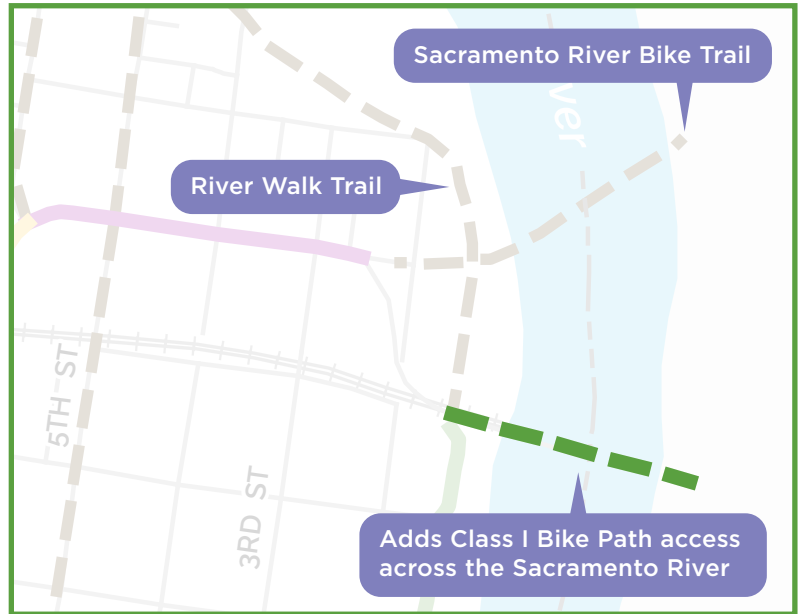 Sacramento River Bike Trail
River Walk Trail
5TH ST
3RD ST
Adds Class I Bike Path access
across the Sacramento River